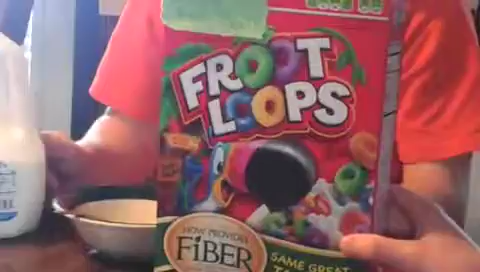 FROOT
LOOPS
NOW PROVIDES
FiBER
SAME GREAT